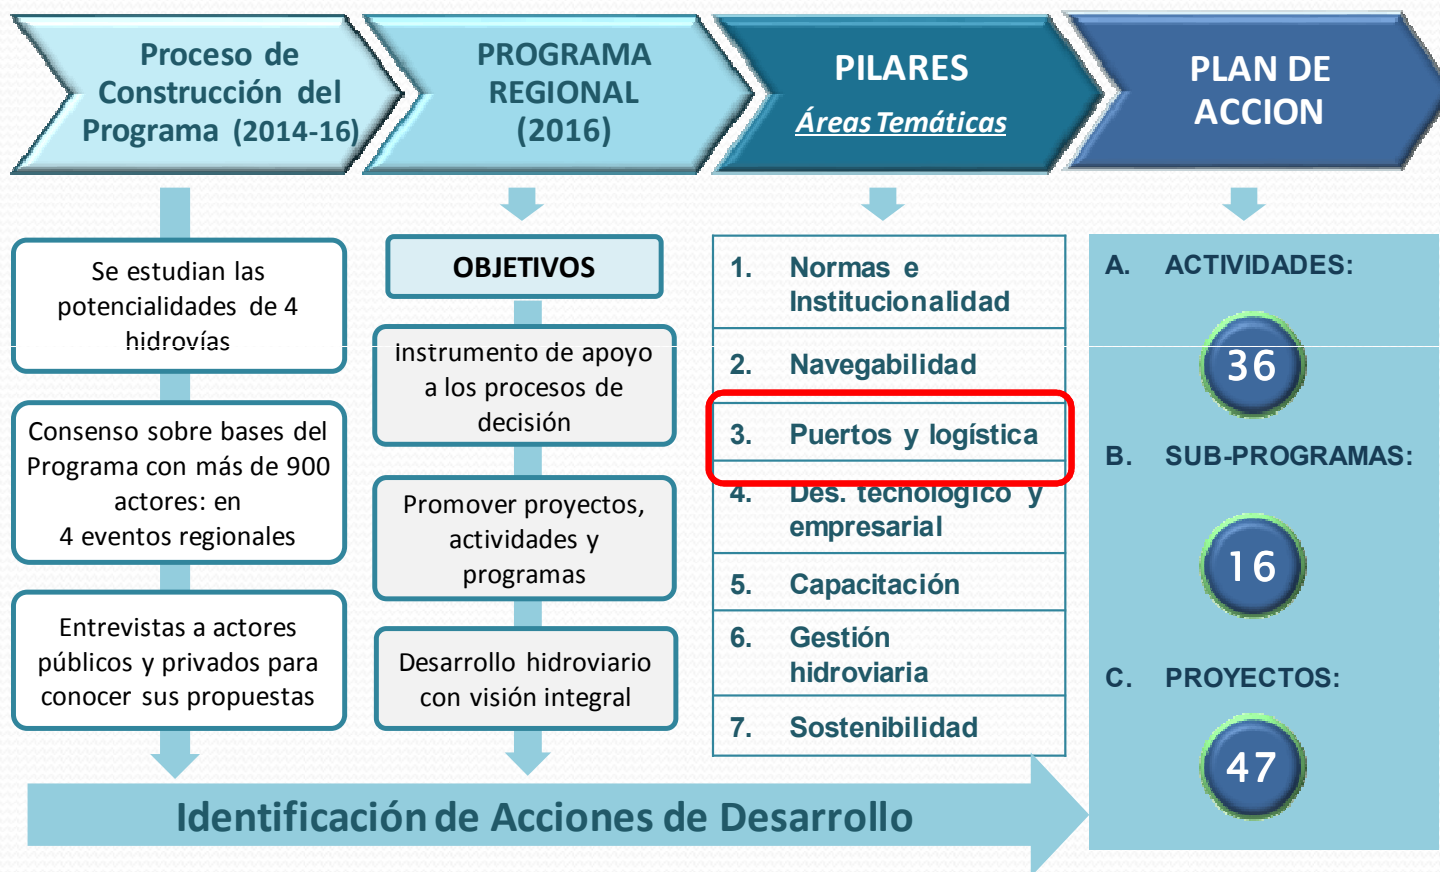 Proceso de
Construcción del
Programa (2014-16)
PROGRAMA
REGIONAL
(2016)
PILARES
Áreas Temáticas
PLAN DE
ACCION
Se estudian las
potencialidades de 4
hidrovías
Consenso sobre bases del
Programa con más de 900
actores: en
4 eventos regionales
Entrevistas a actores
públicos y privados para
conocer sus propuestas
OBJETIVOS
instrumento de apoyo
a los procesos de
decisión
Promover proyectos,
actividades y
programas
Desarrollo hidroviario
con visión integral
1. Normas e
Institucionalidad
2. Navegabilidad
3. Puertos y logística
4. Des. tecnológico y
empresarial
5. Capacitación
6. Gestión
hidroviaria
7. Sostenibilidad
A. ACTIVIDADES:
36
B. SUB-PROGRAMAS:
16
C. PROYECTOS:
47
Identificación de Acciones de Desarrollo